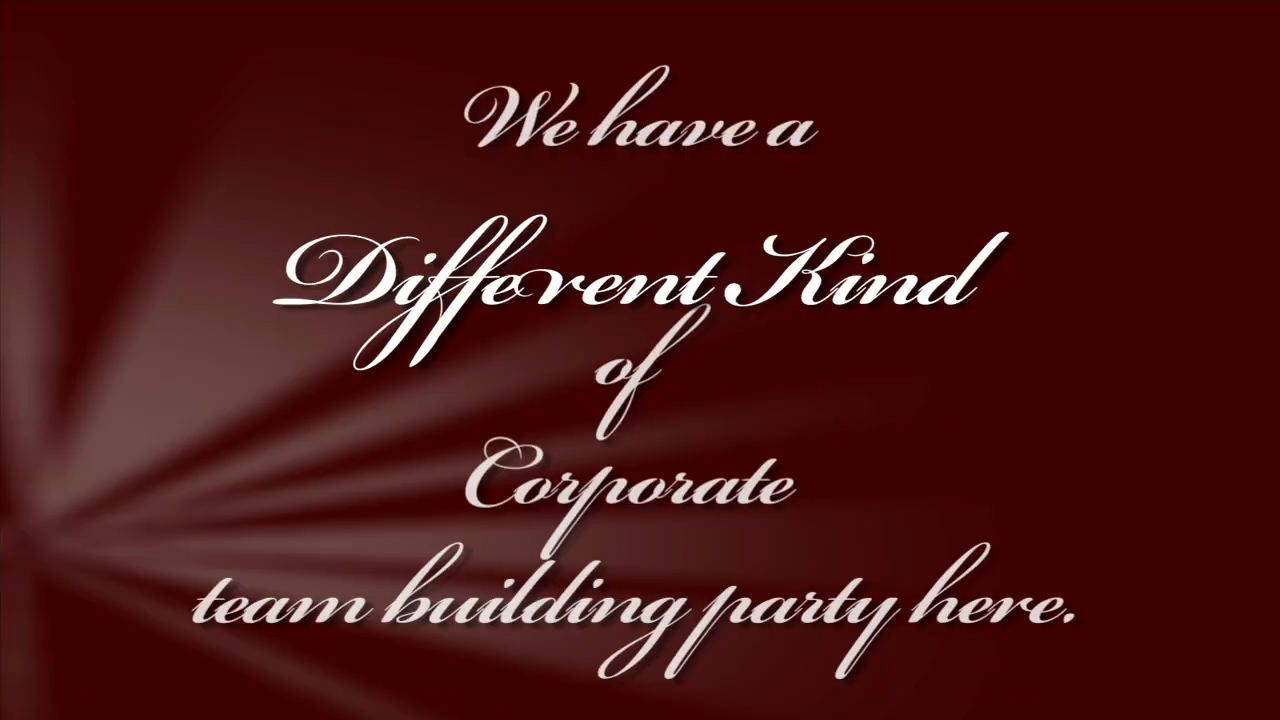 We have a
Different Kind
of
Corporate
team building party here.